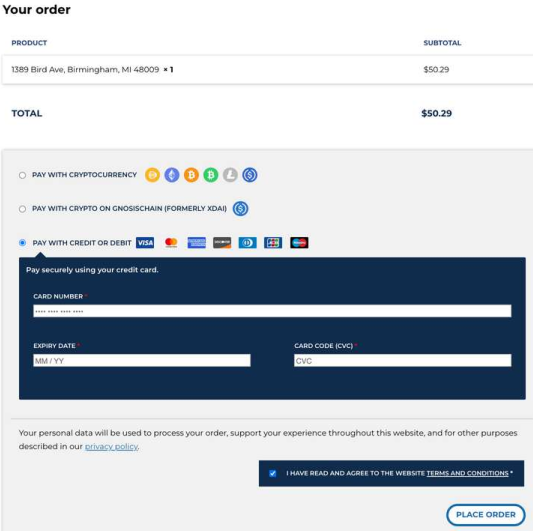 Your order
PRODUCT SUBTOTAL
1389 Bird Ave, Birmingham, MI 48009 × 1 $50.29
TOTAL $50.29
PAY WITH CRYPTOCURRENCY
PAY WITH CRYPTO ON GNOSISCHAIN (FORMERLY XDAI)
PAY WITH CREDIT OR DEBIT VISA
Pay securely using your credit card.
CARD NUMBER *
•••• •••• •••• ••••
EXPIRY DATE * CARD CODE (CVC) *
MM / YY CVC
Your personal data will be used to process your order, support your experience throughout this website, and for other purposes
described in our privacy policy.
I HAVE READ AND AGREE TO THE WEBSITE TERMS AND CONDITIONS *
PLACE ORDER